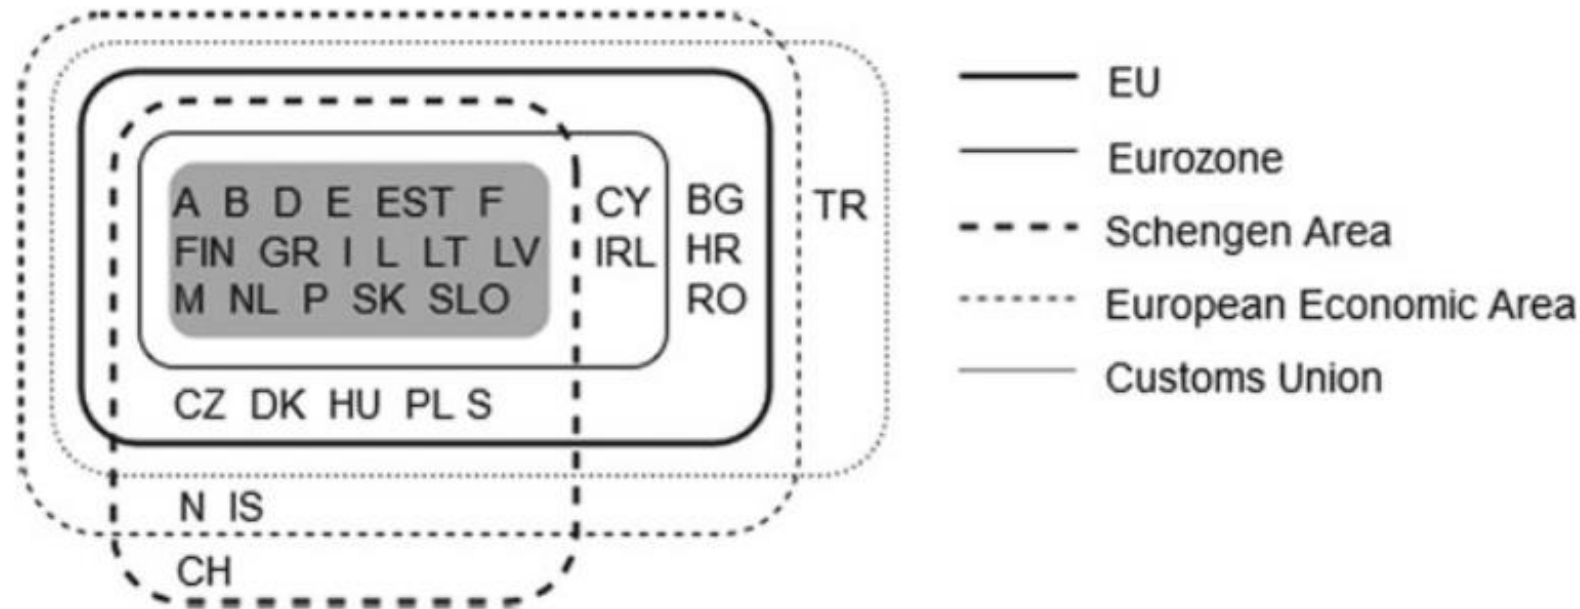 A B D E EST F
FIN GR I L LT LV
M NL P SK SLO
CY
IRL
BG
HR
RO
TR
CZ DK HU PL S
N IS
CH
EU
Eurozone
Schengen Area
European Economic Area
Customs Union